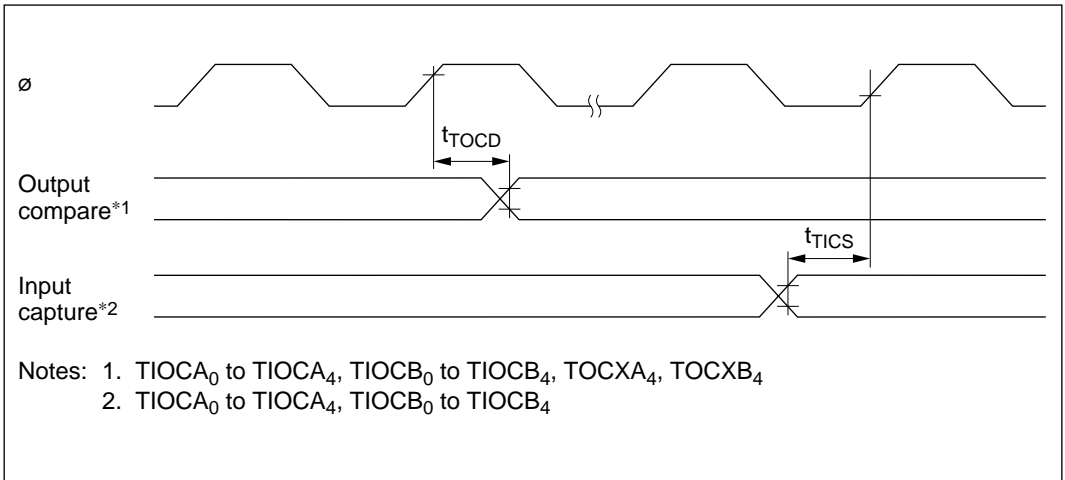 ø
tTOCD
Output
compare*1
tTICS
Input
capture*2
Notes: 1. TIOCA0 to TIOCA4, TIOCB0 to TIOCB4, TOCXA4, TOCXB4
2. TIOCA0 to TIOCA4, TIOCB0 to TIOCB4